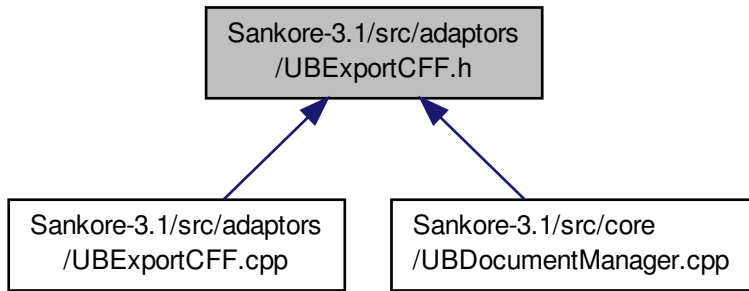 Sankore-3.1/src/adaptors
/UBExportCFF.h
Sankore-3.1/src/adaptors
/UBExportCFF.cpp
Sankore-3.1/src/core
/UBDocumentManager.cpp